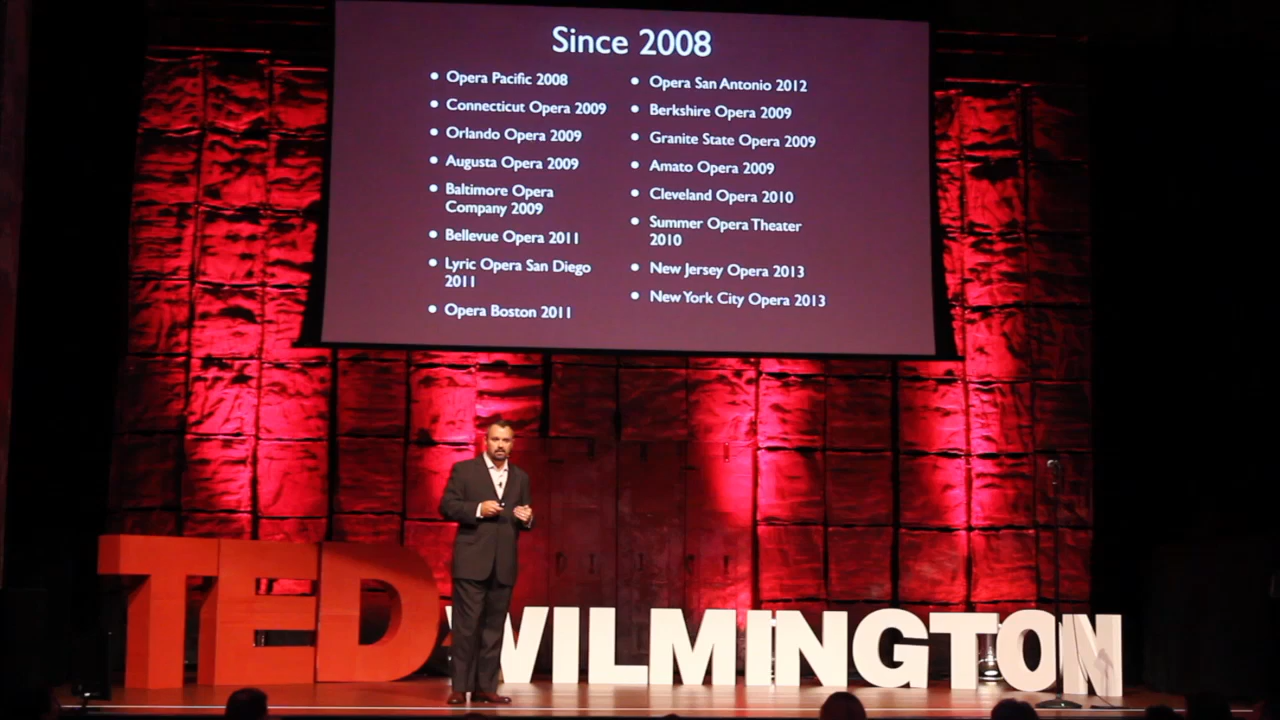 Since 2008
• Opera Pacific 2008
• Connecticut Opera 2009
• Orlando Opera 2009
• Augusta Opera 2009
• Baltimore Opera
Company 2009
• Bellevue Opera 2011
• Lyric Opera San Diego
2011
• Opera Boston 2011
• Opera San Antonio 2012
• Berkshire Opera 2009
• Granite State Opera 2009
• Amato Opera 2009
• Cleveland Opera 2010
• Summer Opera Theater
2010
• New Jersey Opera 2013
• New York City Opera 2013
TEDxWILMINGTON